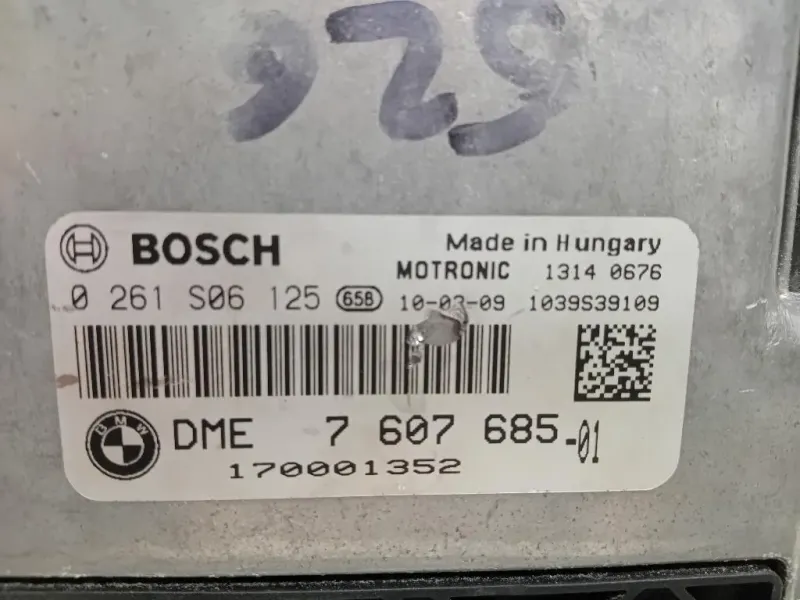 BOSCH
Made in Hungary
MOTRONIC 1314 0676
0 261 S06 125 658 10-03-09 1039S39109
BMW
DME 7 607 685-01
170001352